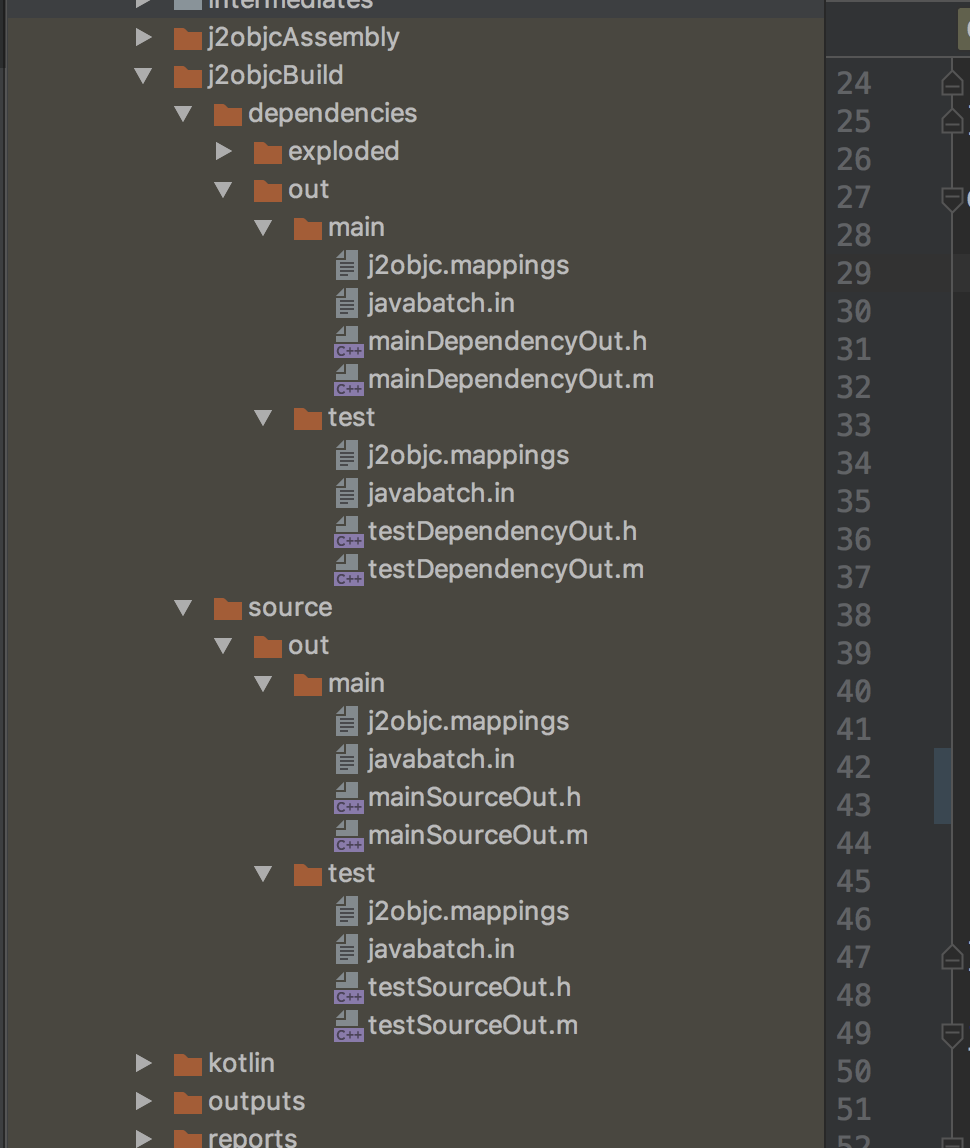 intermediates
j2objcAssembly
j2objcBuild
dependencies
exploded
out
main
j2objc.mappings
javabatch.in
C++ mainDependencyOut.h
C++ mainDependencyOut.m
test
j2objc.mappings
javabatch.in
C++ testDependencyOut.h
C++ testDependencyOut.m
source
out
main
j2objc.mappings
javabatch.in
C++ mainSourceOut.h
C++ mainSourceOut.m
test
j2objc.mappings
javabatch.in
C++ testSourceOut.h
C++ testSourceOut.m
kotlin
outputs
reports
24
25
26
27
28
29
30
31
32
33
34
35
36
37
38
39
40
41
42
43
44
45
46
47
48
49
50
51
52